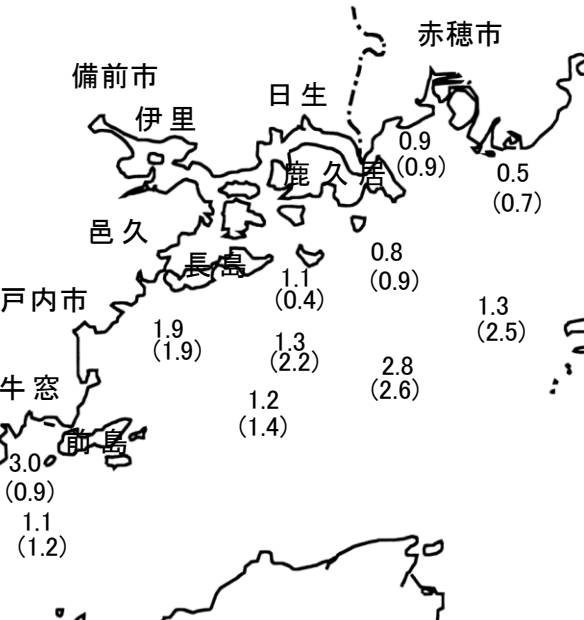 赤穂市
備前市
日生
伊里
0.9
(0.9)
鹿久居
0.5
(0.7)
邑久
0.8
(0.9)
長島
1.1
(0.4)
戸内市
1.3
(2.5)
1.9
(1.9)
1.3
(2.2)
2.8
(2.6)
牛窓
1.2
(1.4)
前島
3.0
(0.9)
1.1
(1.2)